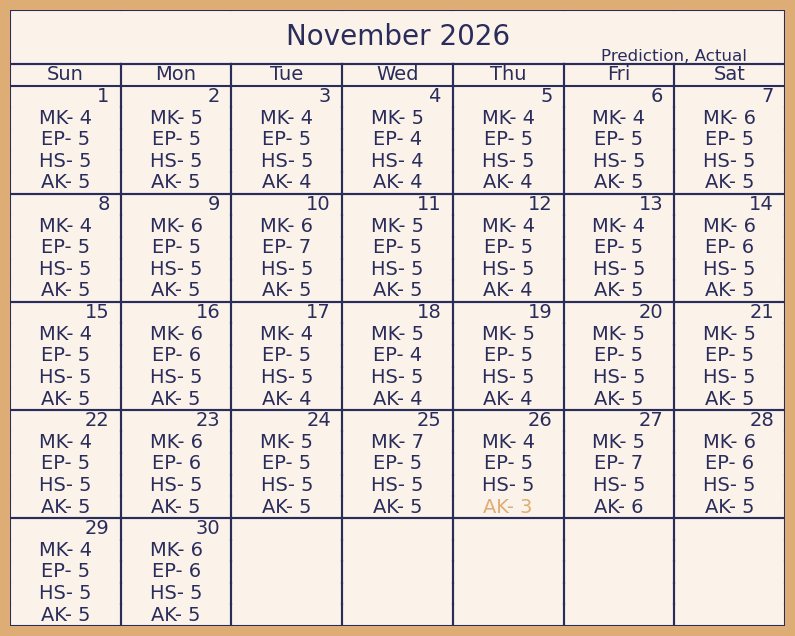 November 2026
Prediction, Actual
Sun Mon Tue Wed Thu Fri Sat
1 2 3 4 5 6 7
MK- 4 MK- 5 MK- 4 MK- 5 MK- 4 MK- 4 MK- 6
EP- 5 EP- 5 EP- 5 EP- 4 EP- 5 EP- 5 EP- 5
HS- 5 HS- 5 HS- 5 HS- 4 HS- 5 HS- 5 HS- 5
AK- 5 AK- 5 AK- 4 AK- 4 AK- 4 AK- 5 AK- 5
8 9 10 11 12 13 14
MK- 4 MK- 6 MK- 6 MK- 5 MK- 4 MK- 4 MK- 6
EP- 5 EP- 5 EP- 7 EP- 5 EP- 5 EP- 5 EP- 6
HS- 5 HS- 5 HS- 5 HS- 5 HS- 5 HS- 5 HS- 5
AK- 5 AK- 5 AK- 5 AK- 5 AK- 4 AK- 5 AK- 5
15 16 17 18 19 20 21
MK- 4 MK- 6 MK- 4 MK- 5 MK- 5 MK- 5 MK- 5
EP- 5 EP- 6 EP- 5 EP- 4 EP- 5 EP- 5 EP- 5
HS- 5 HS- 5 HS- 5 HS- 5 HS- 5 HS- 5 HS- 5
AK- 5 AK- 5 AK- 4 AK- 4 AK- 4 AK- 5 AK- 5
22 23 24 25 26 27 28
MK- 4 MK- 6 MK- 5 MK- 7 MK- 4 MK- 5 MK- 6
EP- 5 EP- 6 EP- 5 EP- 5 EP- 5 EP- 7 EP- 6
HS- 5 HS- 5 HS- 5 HS- 5 HS- 5 HS- 5 HS- 5
AK- 5 AK- 5 AK- 5 AK- 5 AK- 3 AK- 6 AK- 5
29 30
MK- 4 MK- 6
EP- 5 EP- 6
HS- 5 HS- 5
AK- 5 AK- 5